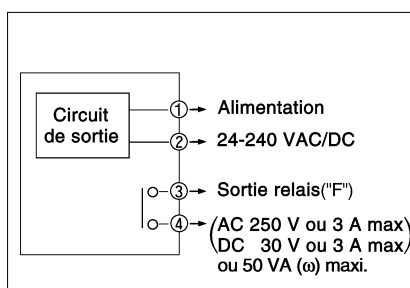 Circuit
de sortie
① Alimentation
② 24-240 VAC/DC
③ Sortie relais("F")
④ (AC 250 V ou 3 A max)
(DC 30 V ou 3 A max)
ou 50 VA (ω) maxi.